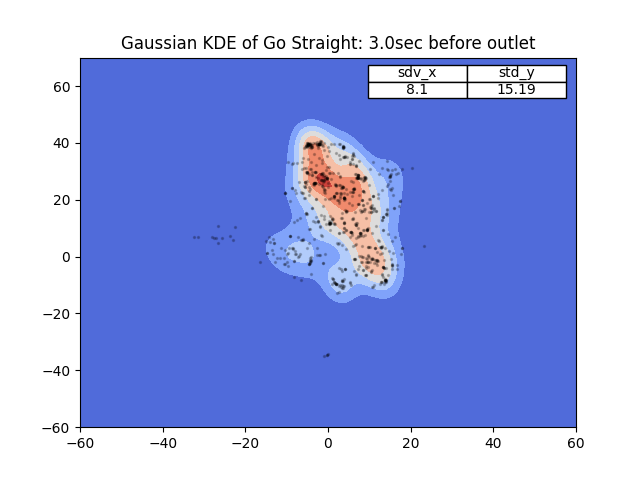 Gaussian KDE of Go Straight: 3.0sec before outlet
sdv_x std_y
8.1 15.19
60
40
20
0
−20
−40
−60
−60 −40 −20 0 20 40 60